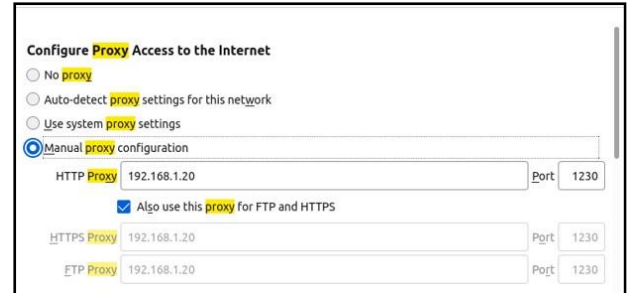 Configure Proxy Access to the Internet
No proxy
Auto-detect proxy settings for this network
Use system proxy settings
Manual proxy configuration
HTTP Proxy 192.168.1.20 Port 1230
Also use this proxy for FTP and HTTPS
HTTPS Proxy 192.168.1.20 Port 1230
FTP Proxy 192.168.1.20 Port 1230